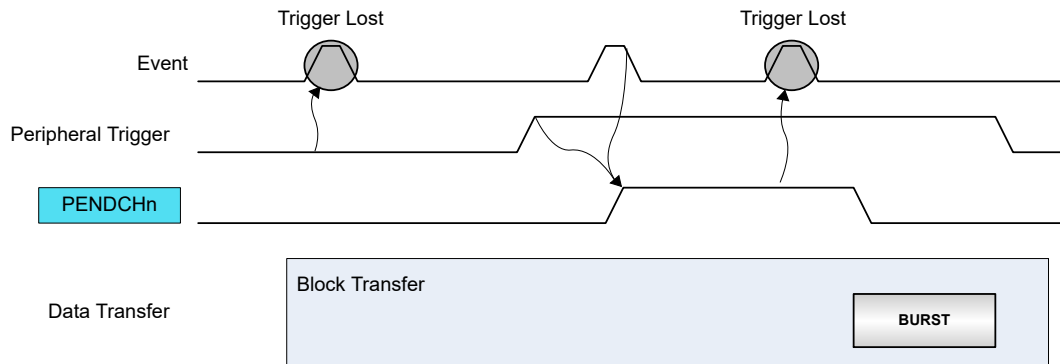 Trigger Lost
Trigger Lost
Event
Peripheral Trigger
PENDCHn
Block Transfer
Data Transfer
BURST